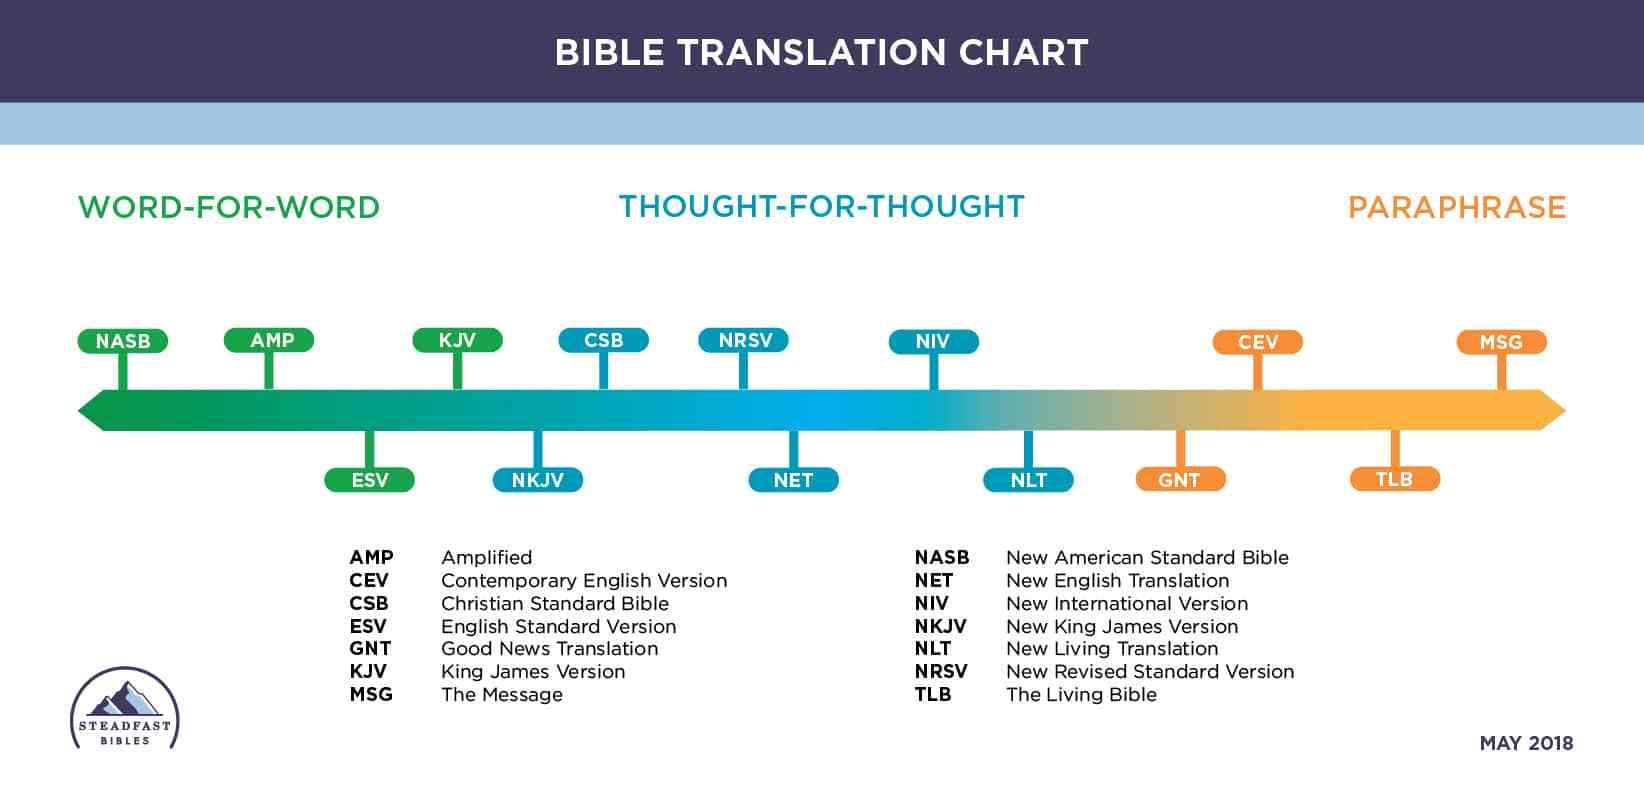 BIBLE TRANSLATION CHART
WORD-FOR-WORD THOUGHT-FOR-THOUGHT PARAPHRASE
NASB AMP KJV CSB NRSV NIV CEV MSG
ESV NKJV NET NLT GNT TLB
AMP Amplified
CEV Contemporary English Version
CSB Christian Standard Bible
ESV English Standard Version
GNT Good News Translation
KJV King James Version
MSG The Message
NASB New American Standard Bible
NET New English Translation
NIV New International Version
NKJV New King James Version
NLT New Living Translation
NRSV New Revised Standard Version
TLB The Living Bible
STEADFAST
BIBLES
MAY 2018